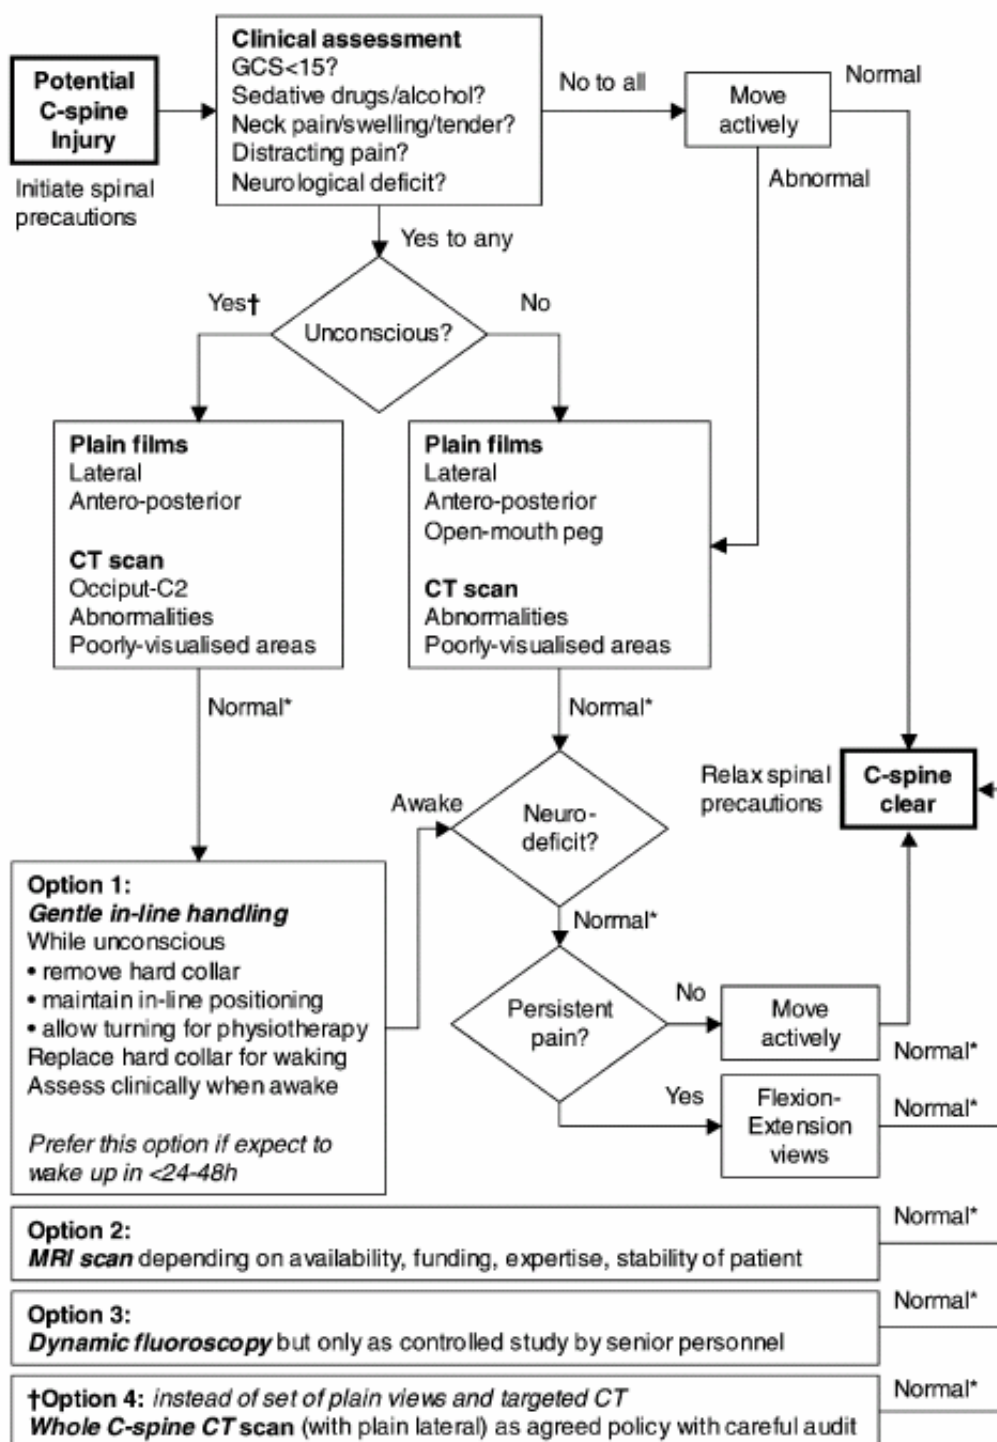 Potential
C-spine
Injury
Initiate spinal
precautions
Clinical assessment
GCS<15?
Sedative drugs/alcohol?
Neck pain/swelling/tender?
Distracting pain?
Neurological deficit?
No to all
Move
actively
Normal
Abnormal
Yes to any
Yes†
Unconscious?
No
Plain films
Lateral
Antero-posterior
CT scan
Occiput-C2
Abnormalities
Poorly-visualised areas
Plain films
Lateral
Antero-posterior
Open-mouth peg
CT scan
Abnormalities
Poorly-visualised areas
Normal*
Normal*
Relax spinal
precautions
C-spine
clear
Awake
Neuro-
deficit?
Normal*
Option 1:
Gentle in-line handling
While unconscious
• remove hard collar
• maintain in-line positioning
• allow turning for physiotherapy
Replace hard collar for waking
Assess clinically when awake
Prefer this option if expect to
wake up in <24-48h
Persistent
pain?
No
Move
actively
Normal*
Yes
Flexion-
Extension
views
Normal*
Option 2:
MRI scan depending on availability, funding, expertise, stability of patient
Normal*
Option 3:
Dynamic fluoroscopy but only as controlled study by senior personnel
Normal*
†Option 4: instead of set of plain views and targeted CT
Whole C-spine CT scan (with plain lateral) as agreed policy with careful audit
Normal*